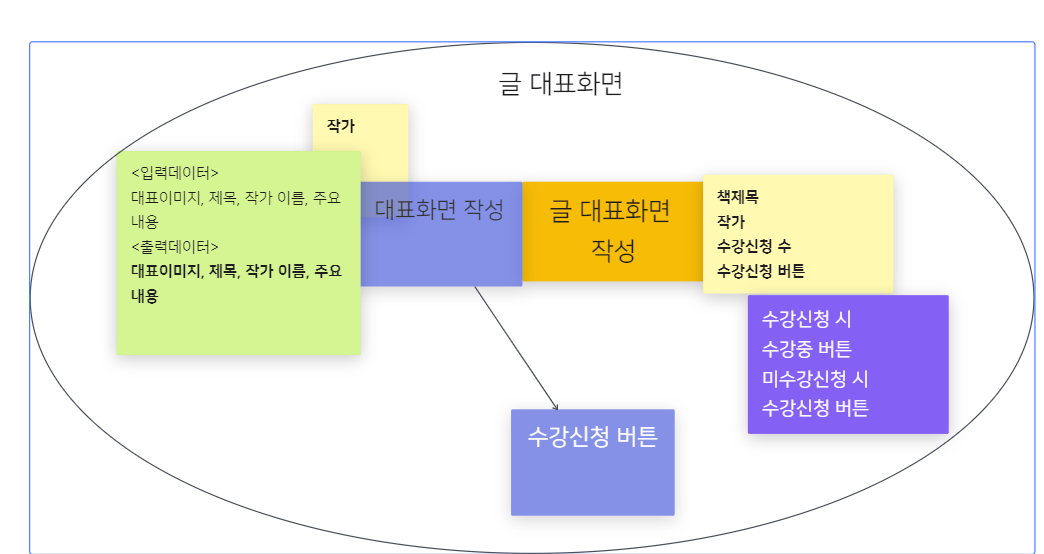 글 대표화면
작가
<입력데이터>
대표이미지, 제목, 작가 이름, 주요
내용
<출력데이터>
대표이미지, 제목, 작가 이름, 주요
내용
대표화면 작성
글 대표화면
작성
책제목
작가
수강신청 수
수강신청 버튼
수강신청 시
수강중 버튼
미수강신청 시
수강신청 버튼
수강신청 버튼